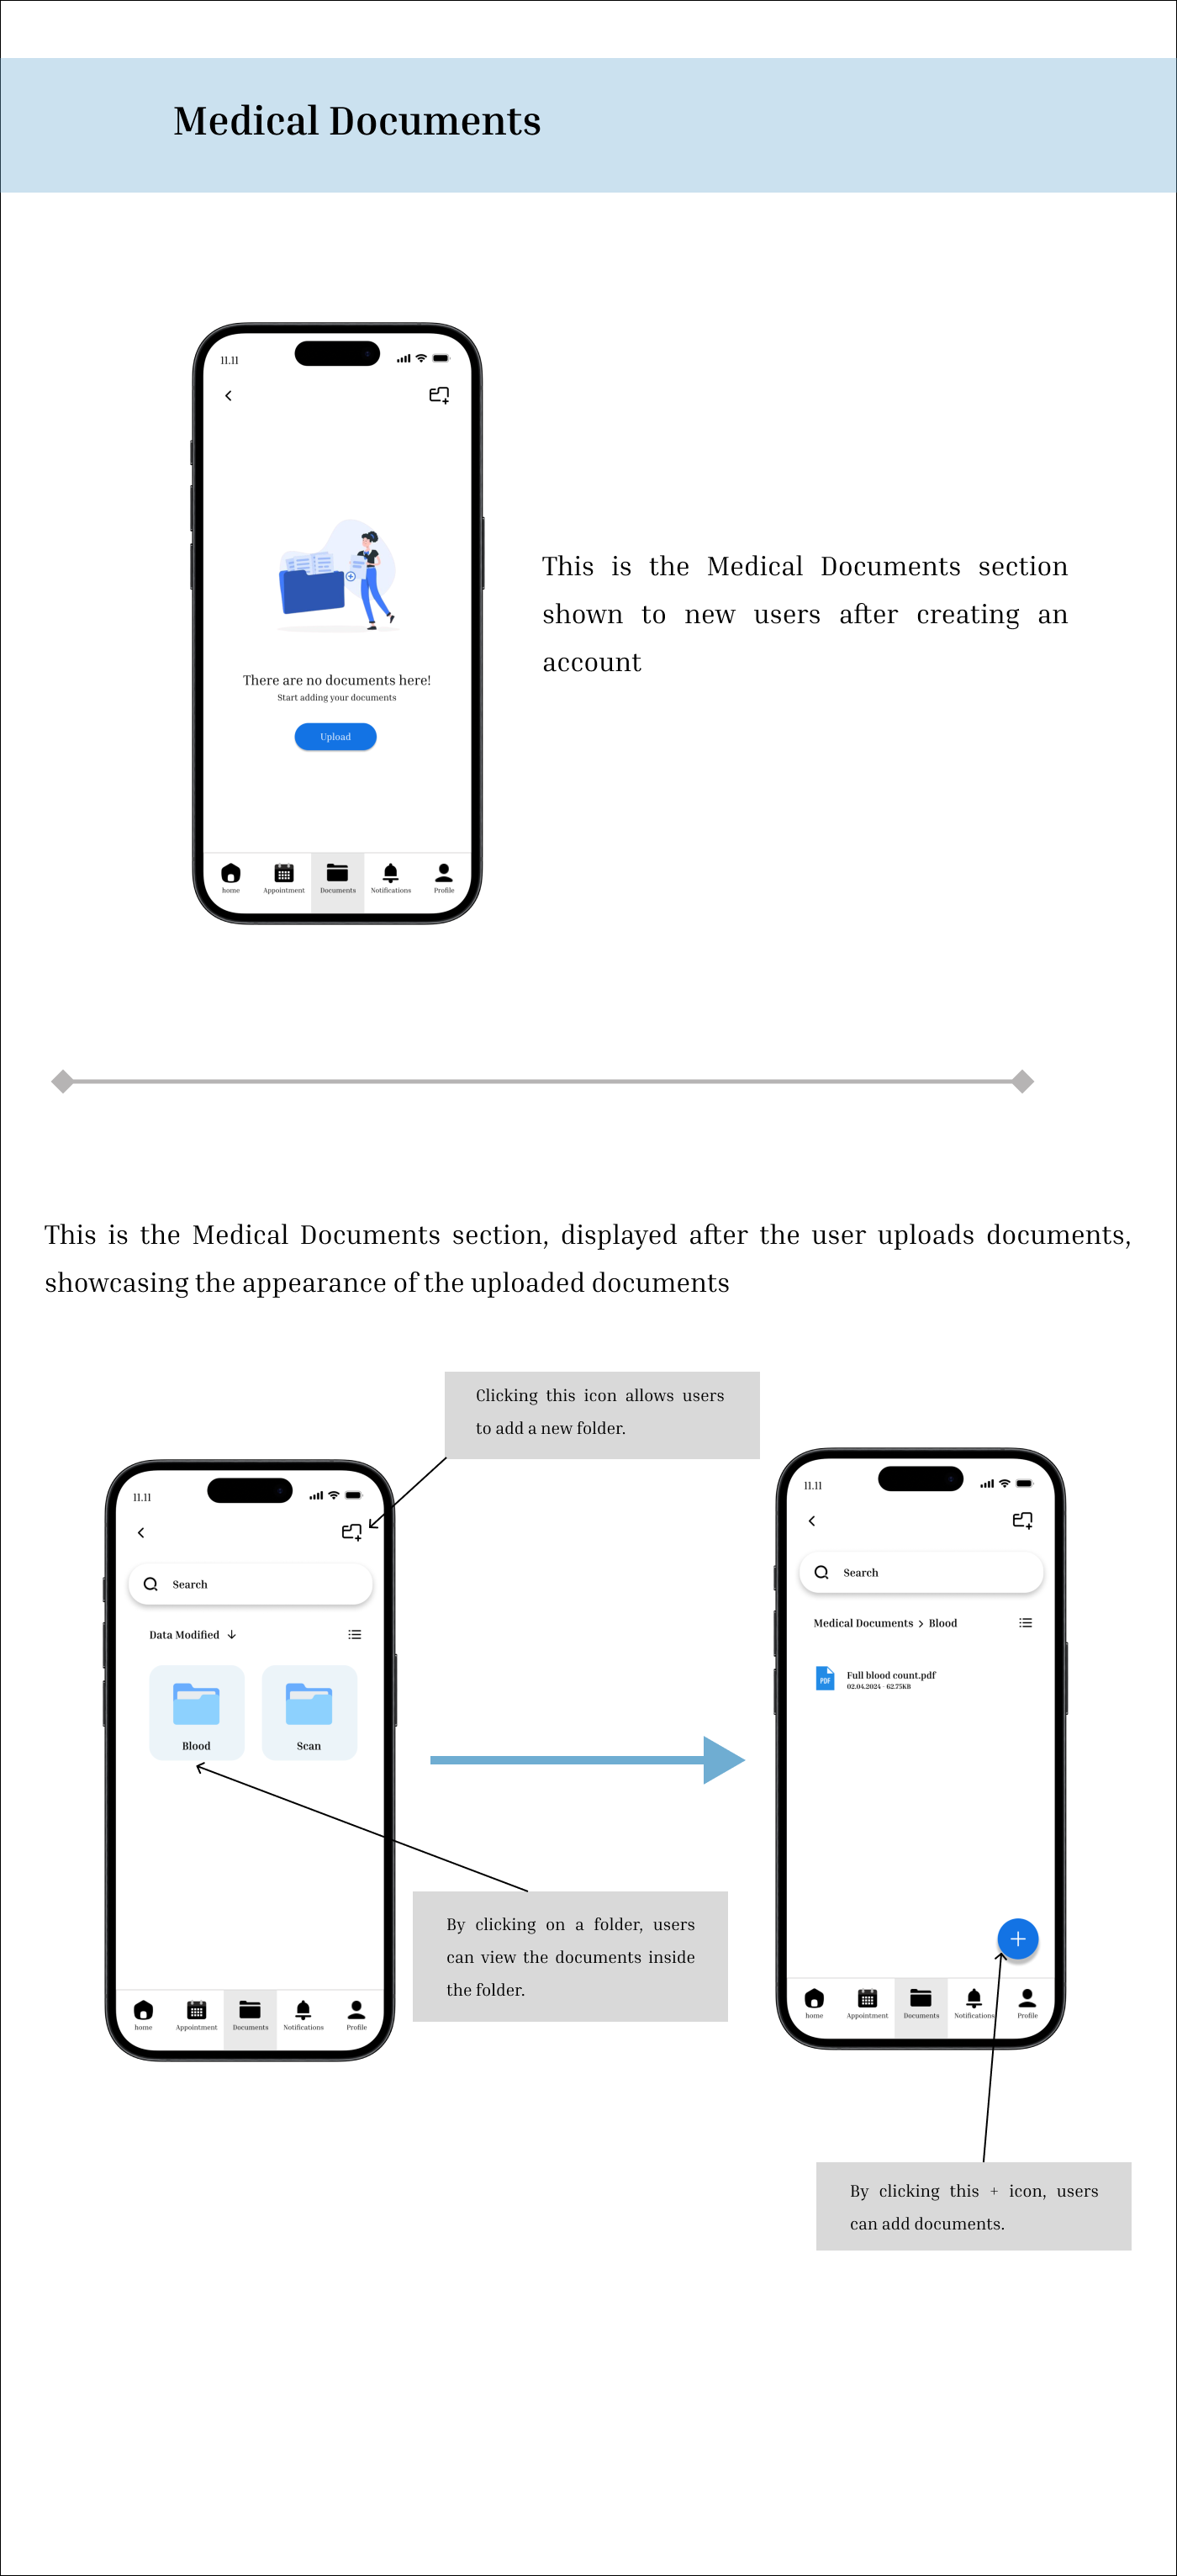 Medical Documents
11.11
There are no documents here!
Start adding your documents
Upload
home Appointment Documents Notifications Profile
This is the Medical Documents section
shown to new users after creating an
account
This is the Medical Documents section, displayed after the user uploads documents,
showcasing the appearance of the uploaded documents
Clicking this icon allows users
to add a new folder.
11.11
Search
Data Modified
Blood Scan
home Appointment Documents Notifications Profile
By clicking on a folder, users
can view the documents inside
the folder.
11.11
Search
Medical Documents > Blood
PDF
Full blood count.pdf
02.04.2024 - 62.75KB
home Appointment Documents Notifications Profile
By clicking this + icon, users
can add documents.